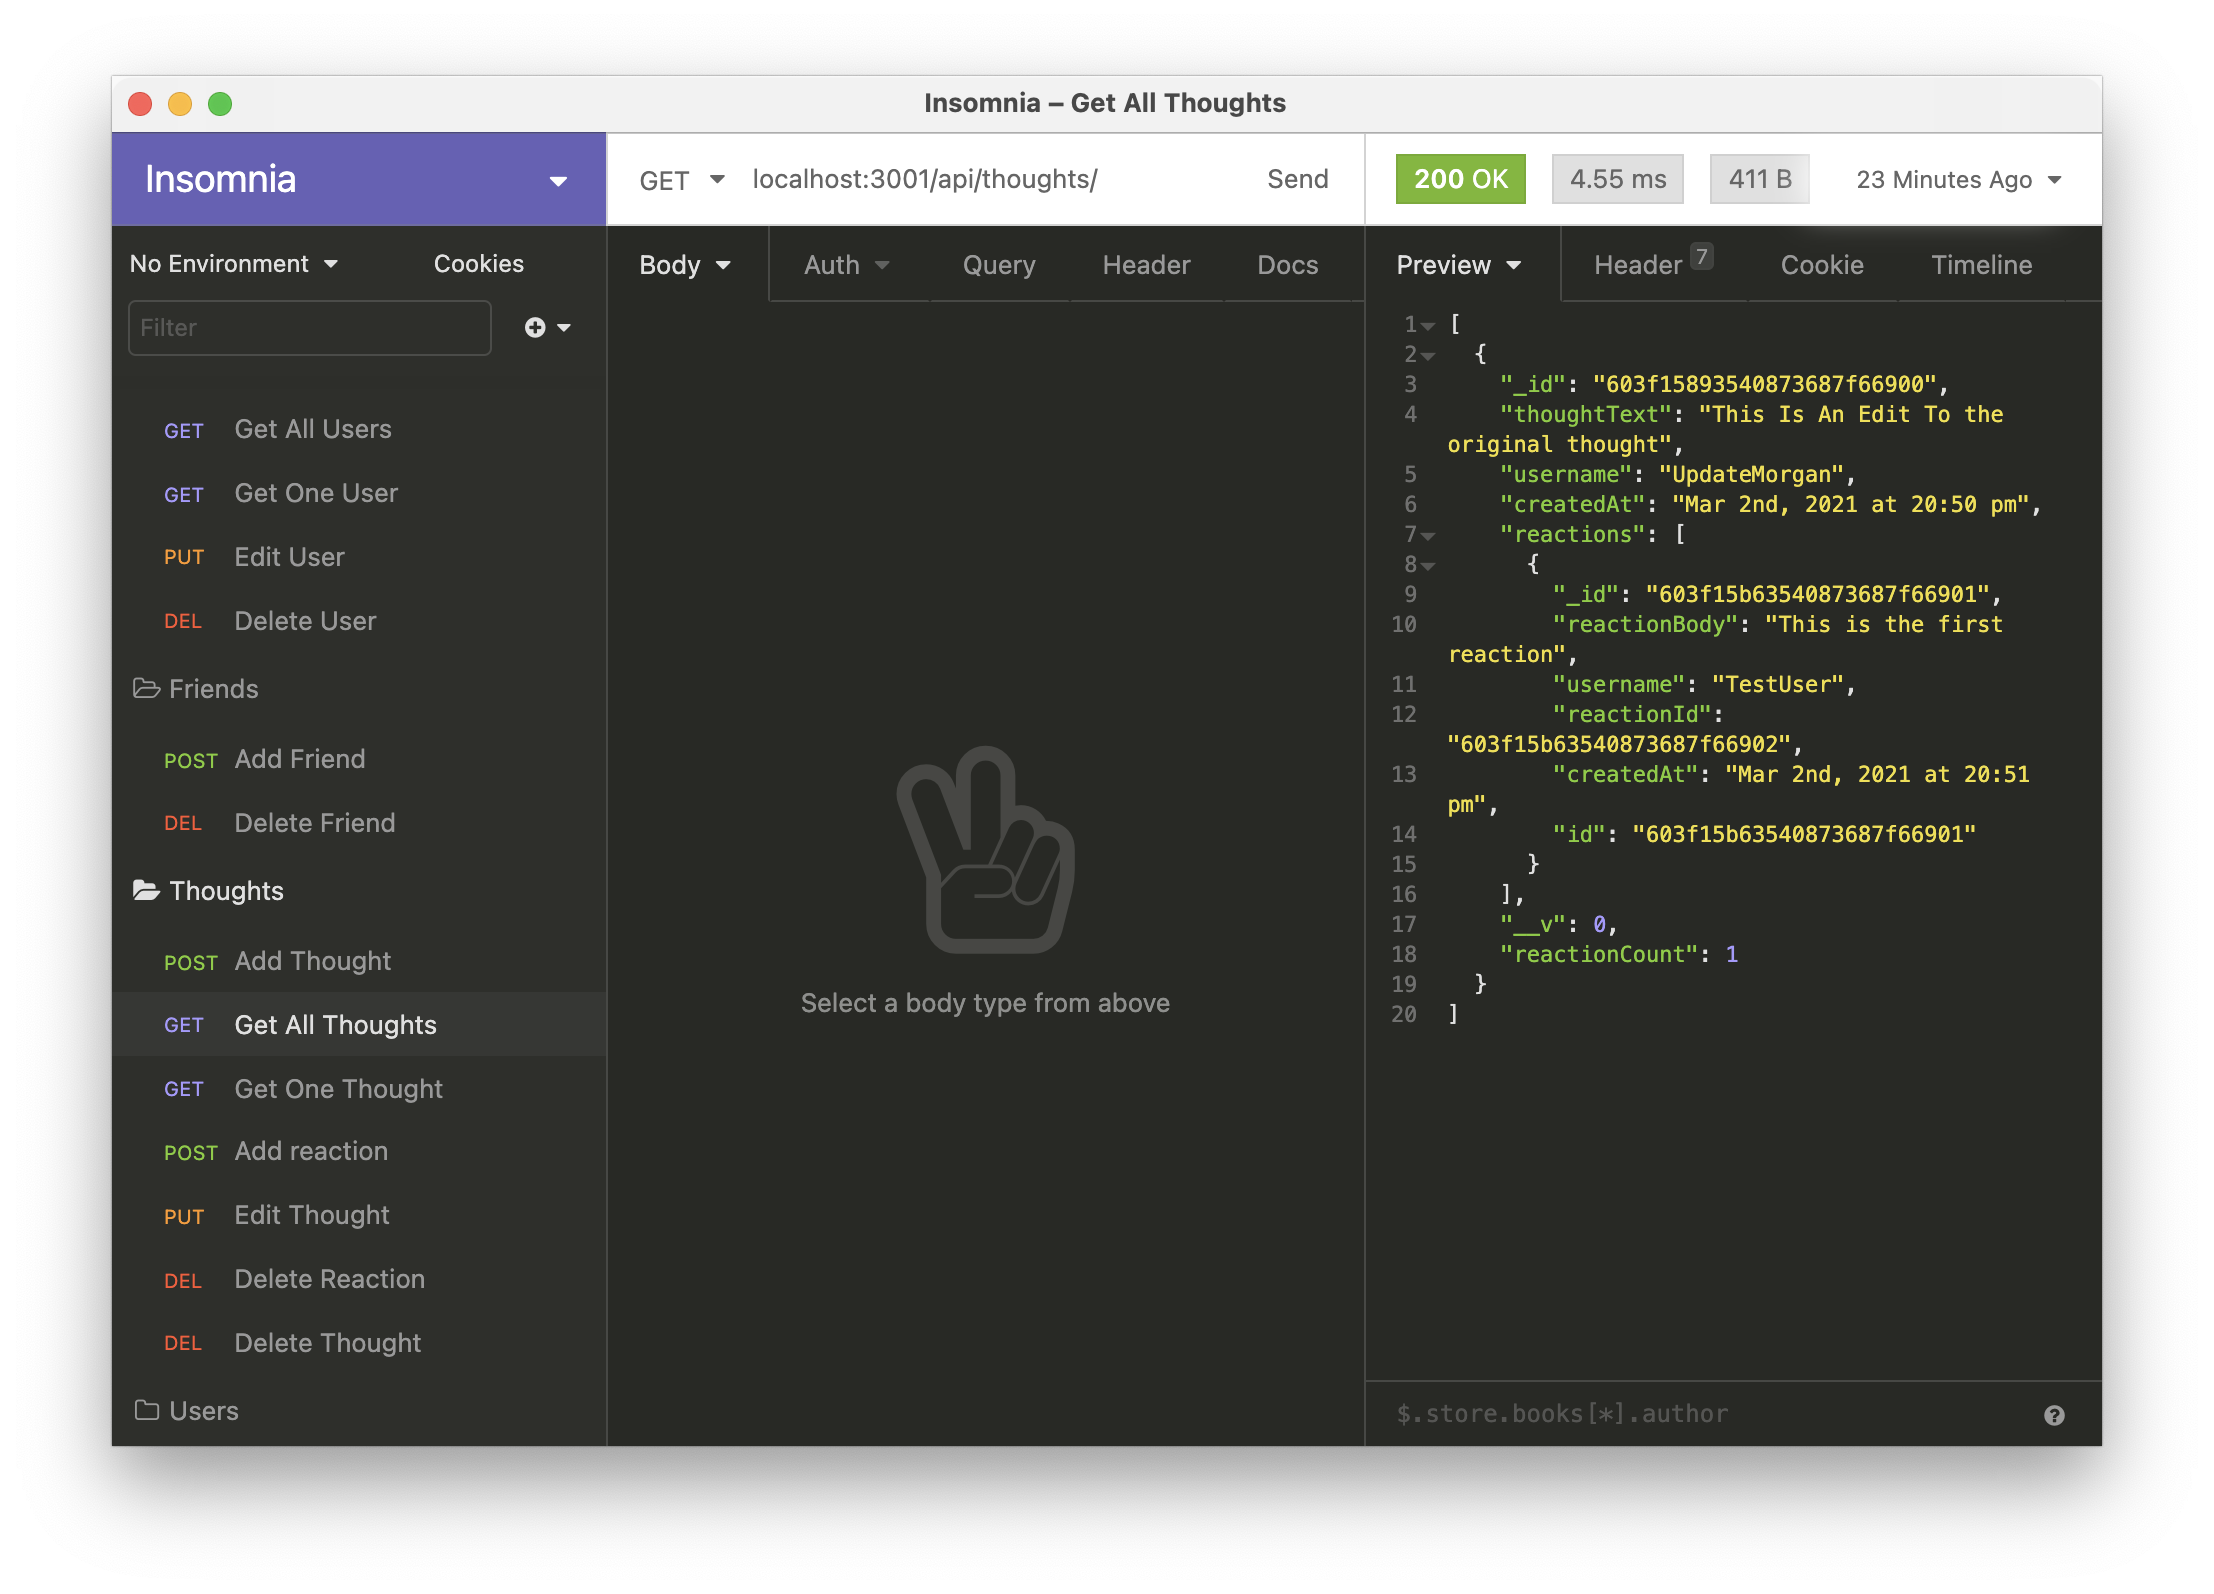 Insomnia – Get All Thoughts
Insomnia
GET localhost:3001/api/thoughts/ Send
200 OK 4.55 ms 411 B 23 Minutes Ago
No Environment Cookies
Filter
GET Get All Users
GET Get One User
PUT Edit User
DEL Delete User
Friends
POST Add Friend
DEL Delete Friend
Thoughts
POST Add Thought
GET Get All Thoughts
GET Get One Thought
POST Add reaction
PUT Edit Thought
DEL Delete Reaction
DEL Delete Thought
Users
Body Auth Query Header Docs
Select a body type from above
Preview Header 7 Cookie Timeline
1 [
2 {
3 "_id": "603f15893540873687f66900",
4 "thoughtText": "This Is An Edit To the
original thought",
5 "username": "UpdateMorgan",
6 "createdAt": "Mar 2nd, 2021 at 20:50 pm",
7 "reactions": [
8 {
9 "_id": "603f15b63540873687f66901",
10 "reactionBody": "This is the first
reaction",
11 "username": "TestUser",
12 "reactionId":
"603f15b63540873687f66902",
13 "createdAt": "Mar 2nd, 2021 at 20:51
pm",
14 "id": "603f15b63540873687f66901"
15 }
16 ],
17 "__v": 0,
18 "reactionCount": 1
19 }
20 ]
$.store.books[*].author
?